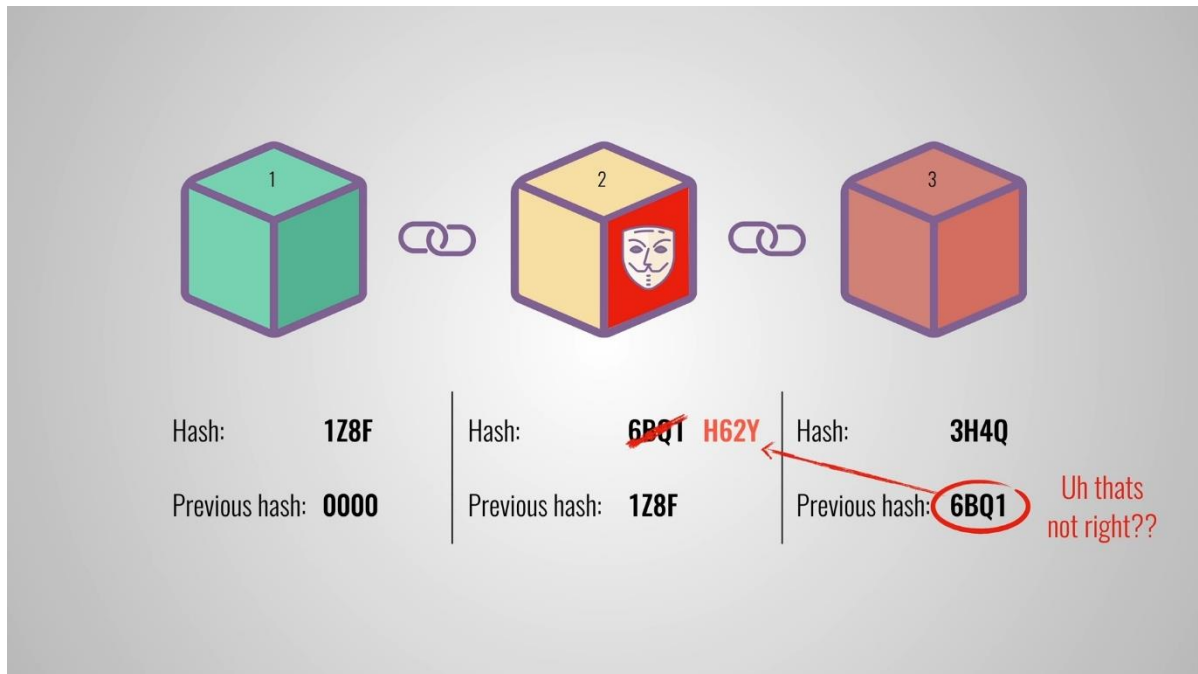 1
2
3
Hash: 1Z8F
Previous hash: 0000
Hash: 6BQ1 H62Y
Previous hash: 1Z8F
Hash: 3H4Q
Previous hash: 6BQ1
Uh thats
not right??